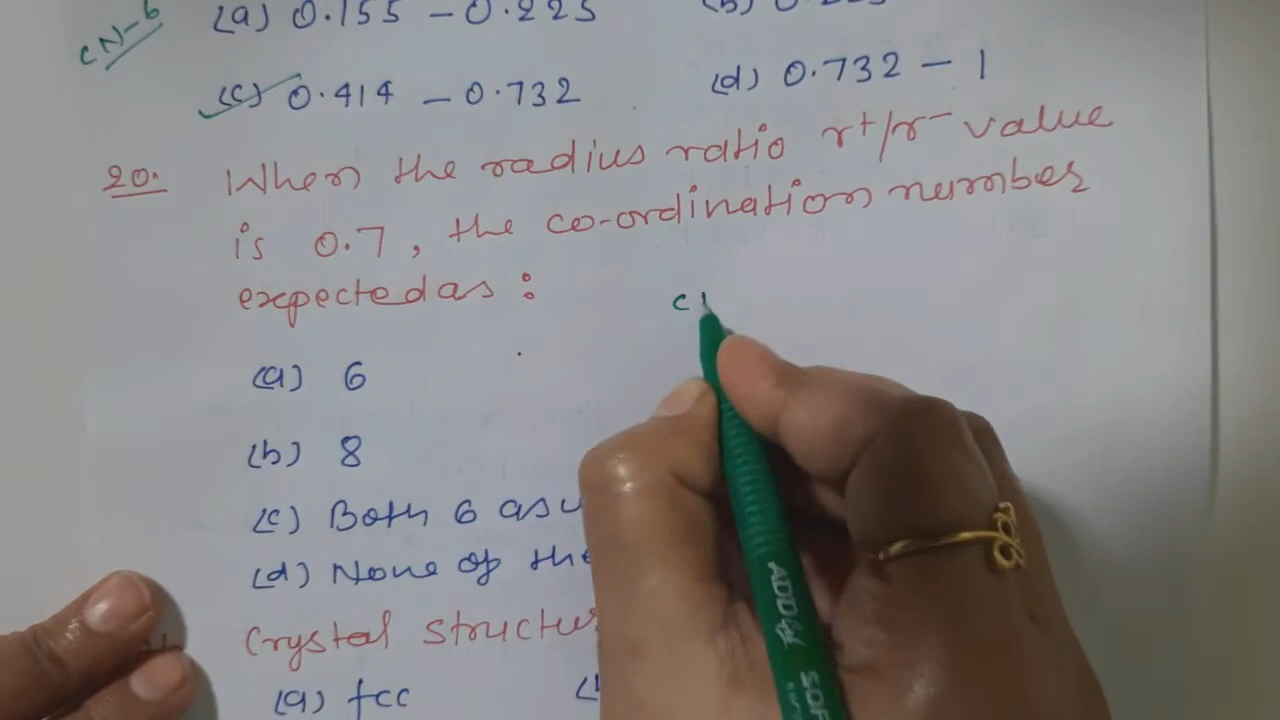 CN-6
(a) 0.155 - 0.225
(b)
(c) 0.414 - 0.732
(d) 0.732 - 1
20. When the radius ratio r+/r- value
is 0.7, the co-ordination number
expected as :
(a) 6
(b) 8
(c) Both 6 as
(d) None of the
Crystal
(a) fcc
ADD